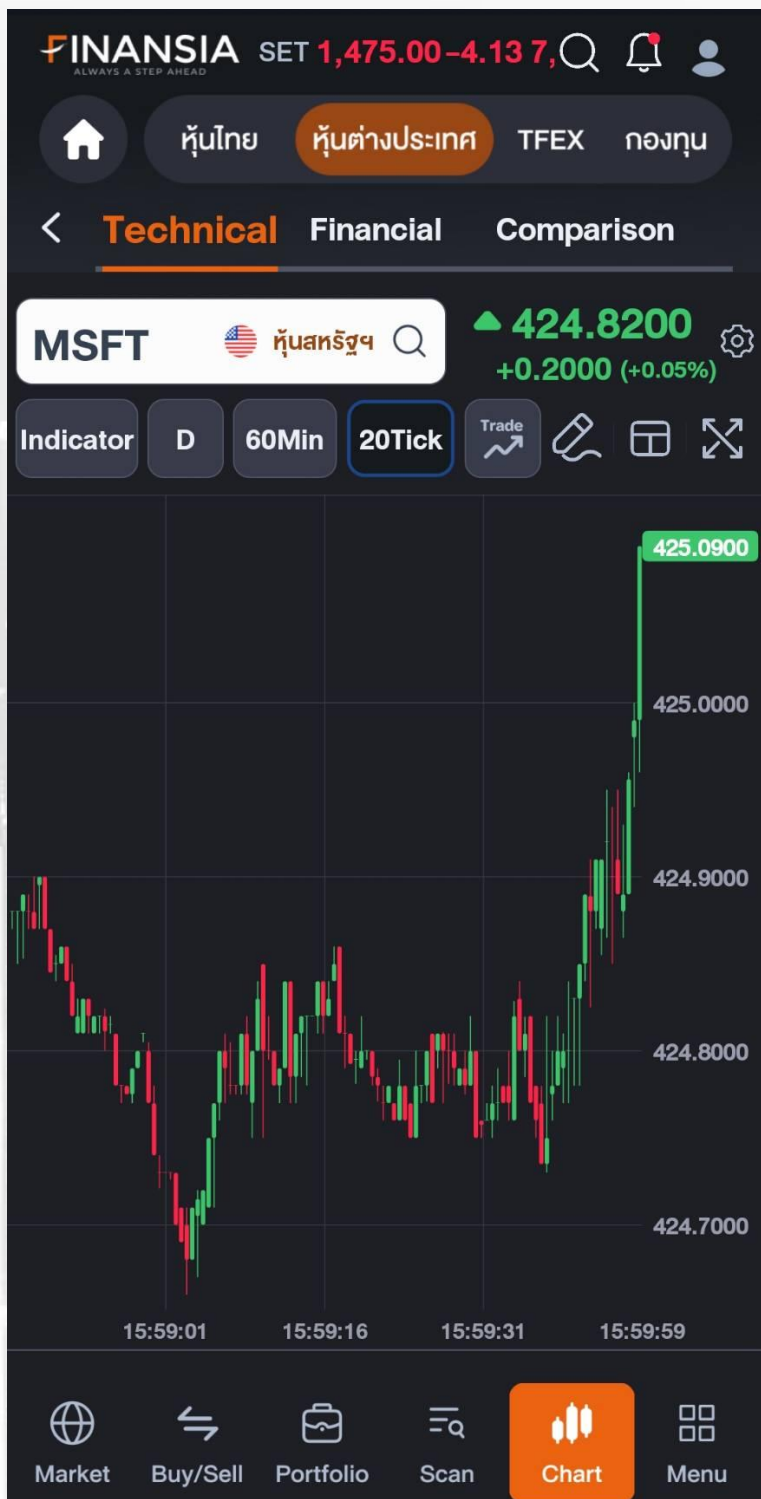 FINANSIA SET 1,475.00 -4.13 7,
ALWAYS A STEP AHEAD
หุ้นไทย หุ้นต่างประเทศ TFEX กองทุน
Technical Financial Comparison
MSFT หุ้นสหรัฐฯ 424.8200
+0.2000 (+0.05%)
Indicator D 60Min 20Tick Trade
425.0900
425.0000
424.9000
424.8000
424.7000
15:59:01 15:59:16 15:59:31 15:59:59
Market Buy/Sell Portfolio Scan Chart Menu